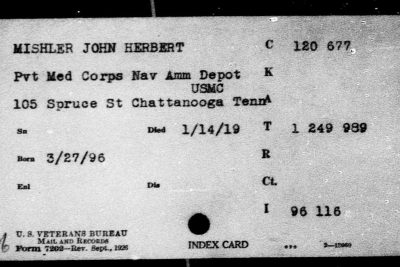 MISHLER JOHN HERBERT C 120 677
Pvt Med Corps Nav Amm Depot K
USMC
105 Spruce St Chattanooga Tenn A
Sn Died 1/14/19 T 1 249 989
Born 3/27/96 R
Enl Dis Ct.
I 96 116
U. S. VETERANS BUREAU
MAIL AND RECORDS
Form 7202—Rev. Sept., 1926 INDEX CARD